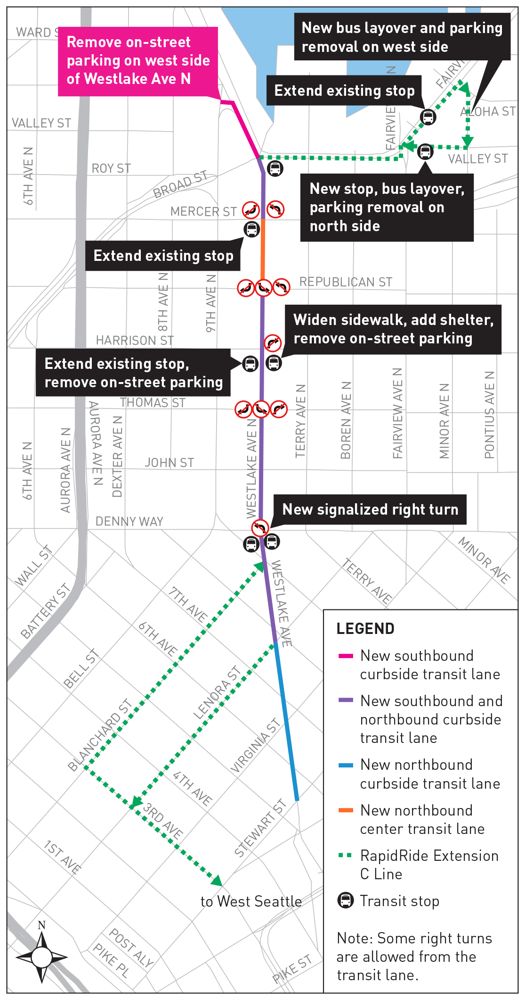 WARD S
Remove on-street
parking on west side
of Westlake Ave N
New bus layover and parking
removal on west side
Extend existing stop
FAIRVI
FAIRVIE
N
ALOHA ST
VALLEY ST
VALLEY ST
6TH AVE N
ROY ST
BROAD ST
MERCER ST
New stop, bus layover,
parking removal on
north side
Extend existing stop
REPUBLICAN ST
8TH AVE N
9TH AVE N
Widen sidewalk, add shelter,
remove on-street parking
HARRISON ST
Extend existing stop,
remove on-street parking
THOMAS ST
AURORA AVE N
AURORA AVE N
DEXTER AVE N
6TH AVE N
JOHN ST
WESTLAKE AVE N
TERRY AVE N
BOREN AVE N
FAIRVIEW AVE N
MINOR AVE N
PONTIUS AVE N
New signalized right turn
DENNY WAY
WALL ST
BATTERY ST
BELL ST
BLANCHARD ST
7TH AVE
6TH AVE
WESTLAKE AVE
TERRY AVE
MINOR AVE
LENORA ST
VIRGINIA ST
4TH AVE
3RD AVE
STEWART ST
1ST AVE
to West Seattle
POST ALY
PIKE PL
PIKE ST
N
LEGEND
New southbound
curbside transit lane
New southbound and
northbound curbside
transit lane
New northbound
curbside transit lane
New northbound
center transit lane
RapidRide Extension
C Line
Transit stop
Note: Some right turns
are allowed from the
transit lane.